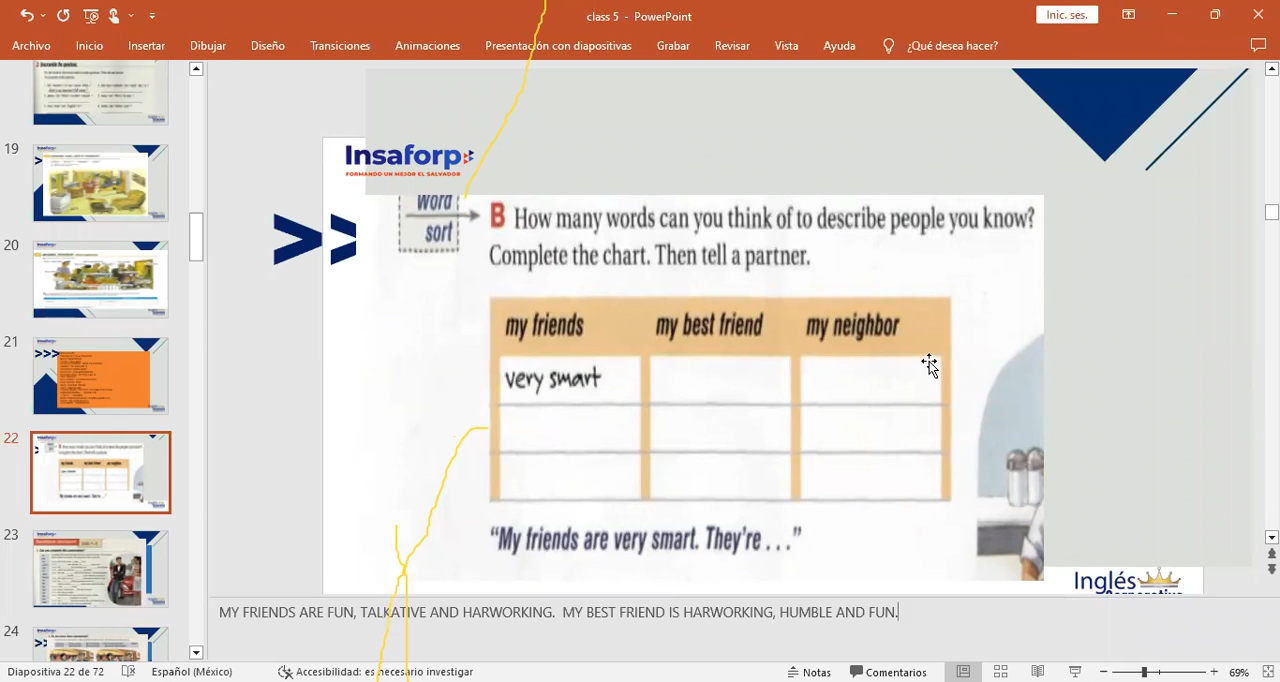 class 5 - PowerPoint
Inic. ses.
Archivo Inicio Insertar Dibujar Diseño Transiciones Animaciones Presentación con diapositivas Grabar Revisar Vista Ayuda ¿Qué desea hacer?
19
20
21
22
23
24
Insaforp
FORMANDO UN MEJOR EL SALVADOR
word
sort
B How many words can you think of to describe people you know?
Complete the chart. Then tell a partner.
my friends my best friend my neighbor
very smart
"My friends are very smart. They're . . ."
Inglés
MY FRIENDS ARE FUN, TALKATIVE AND HARWORKING. MY BEST FRIEND IS HARWORKING, HUMBLE AND FUN.
Diapositiva 22 de 72 Español (México) Accesibilidad: es necesario investigar Notas Comentarios 69%